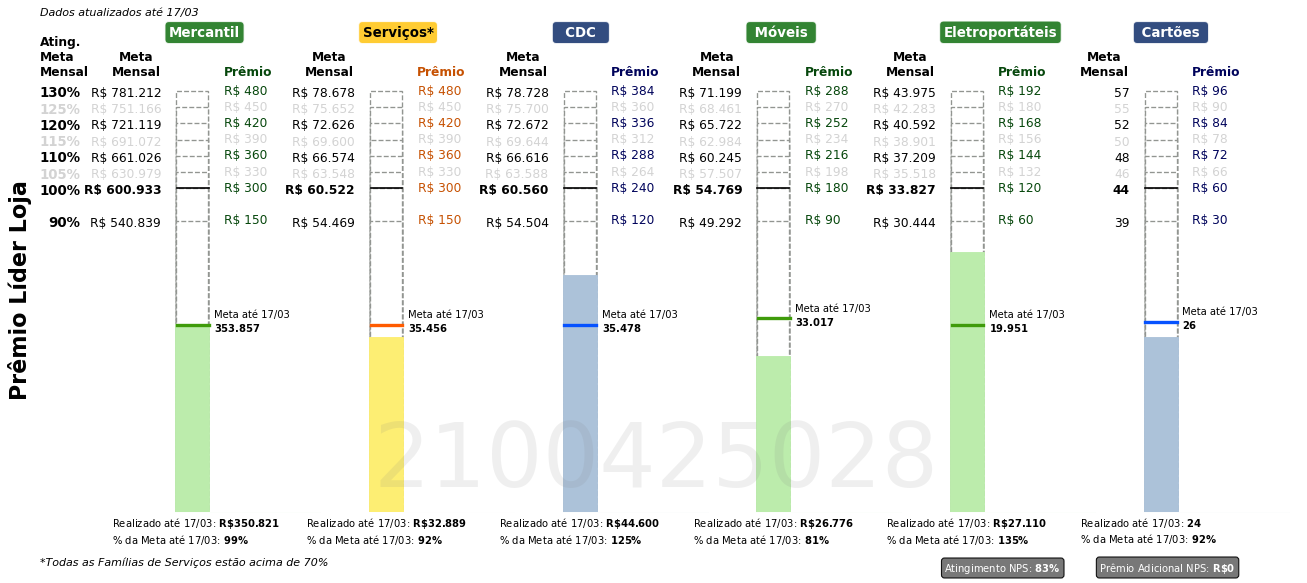 Dados atualizados até 17/03
Mercantil Serviços* CDC Móveis Eletroportáteis Cartões
Ating.
Meta Meta Meta Meta Meta Meta Meta
Mensal Mensal Prêmio Mensal Prêmio Mensal Prêmio Mensal Prêmio Mensal Prêmio Mensal Prêmio
130% R$ 781.212 R$ 480 R$ 78.678 R$ 480 R$ 78.728 R$ 384 R$ 71.199 R$ 288 R$ 43.975 R$ 192 57 R$ 96
125% R$ 751.166 R$ 450 R$ 75.652 R$ 450 R$ 75.700 R$ 360 R$ 68.461 R$ 270 R$ 42.283 R$ 180 55 R$ 90
120% R$ 721.119 R$ 420 R$ 72.626 R$ 420 R$ 72.672 R$ 336 R$ 65.722 R$ 252 R$ 40.592 R$ 168 52 R$ 84
115% R$ 691.072 R$ 390 R$ 69.600 R$ 390 R$ 69.644 R$ 312 R$ 62.984 R$ 234 R$ 38.901 R$ 156 50 R$ 78
110% R$ 661.026 R$ 360 R$ 66.574 R$ 360 R$ 66.616 R$ 288 R$ 60.245 R$ 216 R$ 37.209 R$ 144 48 R$ 72
105% R$ 630.979 R$ 330 R$ 63.548 R$ 330 R$ 63.588 R$ 264 R$ 57.507 R$ 198 R$ 35.518 R$ 132 46 R$ 66
100% R$ 600.933 R$ 300 R$ 60.522 R$ 300 R$ 60.560 R$ 240 R$ 54.769 R$ 180 R$ 33.827 R$ 120 44 R$ 60
90% R$ 540.839 R$ 150 R$ 54.469 R$ 150 R$ 54.504 R$ 120 R$ 49.292 R$ 90 R$ 30.444 R$ 60 39 R$ 30
Prêmio Líder Loja
Meta até 17/03 Meta até 17/03 Meta até 17/03 Meta até 17/03 Meta até 17/03 Meta até 17/03
353.857 35.456 35.478 33.017 19.951 26
2100425028
Realizado até 17/03: R$350.821 Realizado até 17/03: R$32.889 Realizado até 17/03: R$44.600 Realizado até 17/03: R$26.776 Realizado até 17/03: R$27.110 Realizado até 17/03: 24
% da Meta até 17/03: 99% % da Meta até 17/03: 92% % da Meta até 17/03: 125% % da Meta até 17/03: 81% % da Meta até 17/03: 135% % da Meta até 17/03: 92%
*Todas as Famílias de Serviços estão acima de 70%
Atingimento NPS: 83% Prêmio Adicional NPS: R$0